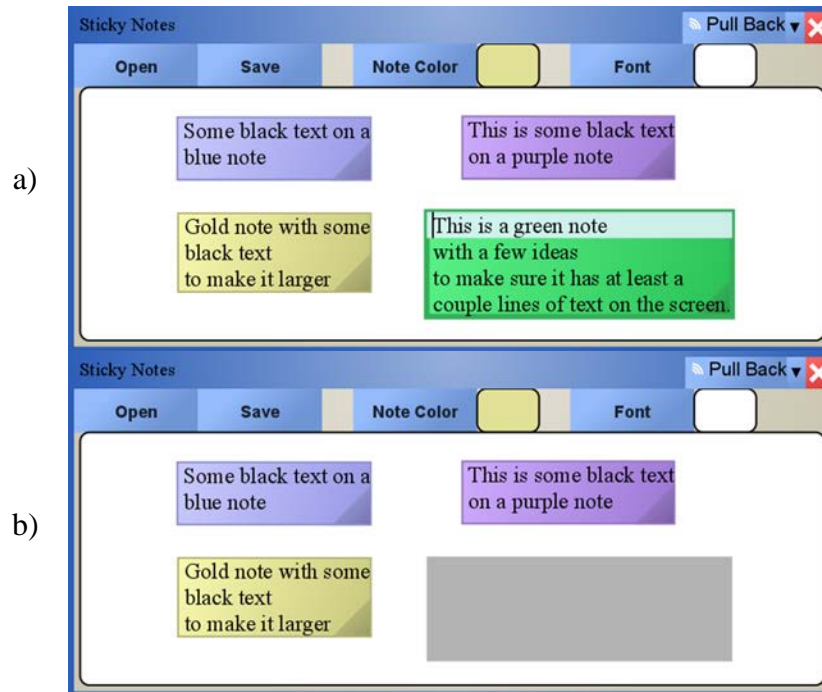 a)
Sticky Notes
Pull Back
Open Save Note Color Font
Some black text on a
blue note
This is some black text
on a purple note
Gold note with some
black text
to make it larger
This is a green note
with a few ideas
to make sure it has at least a
couple lines of text on the screen.
b)
Sticky Notes
Pull Back
Open Save Note Color Font
Some black text on a
blue note
This is some black text
on a purple note
Gold note with some
black text
to make it larger